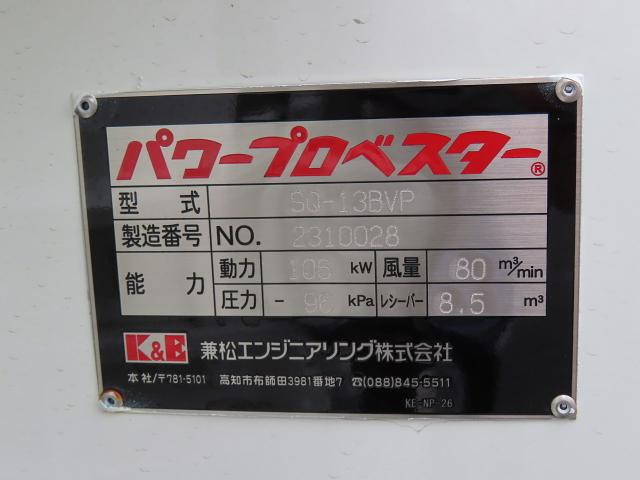 パワープロベスター®
型式 SQ-13BVP
製造番号 NO. 2310028
能力 動力 105 kW 風量 80 m³/min
圧力 - 96 kPa レシーバー 8.5 m³
K&E 兼松エンジニアリング株式会社
本社/〒781-5101 高知市布師田3981番地7 ☎(088)845-5511
KE-NP-26